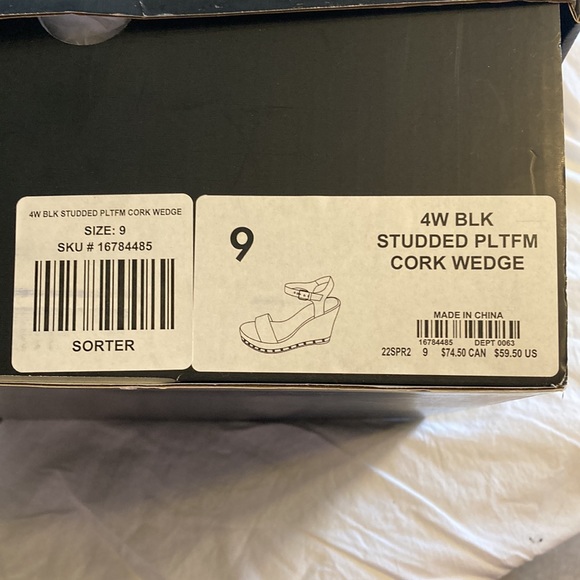 4W BLK STUDDED PLTFM CORK WEDGE
SIZE: 9
SKU # 16784485
SORTER
9
4W BLK
STUDDED PLTFM
CORK WEDGE
MADE IN CHINA
16784485 DEPT 0063
22SPR2 9 $74.50 CAN $59.50 US